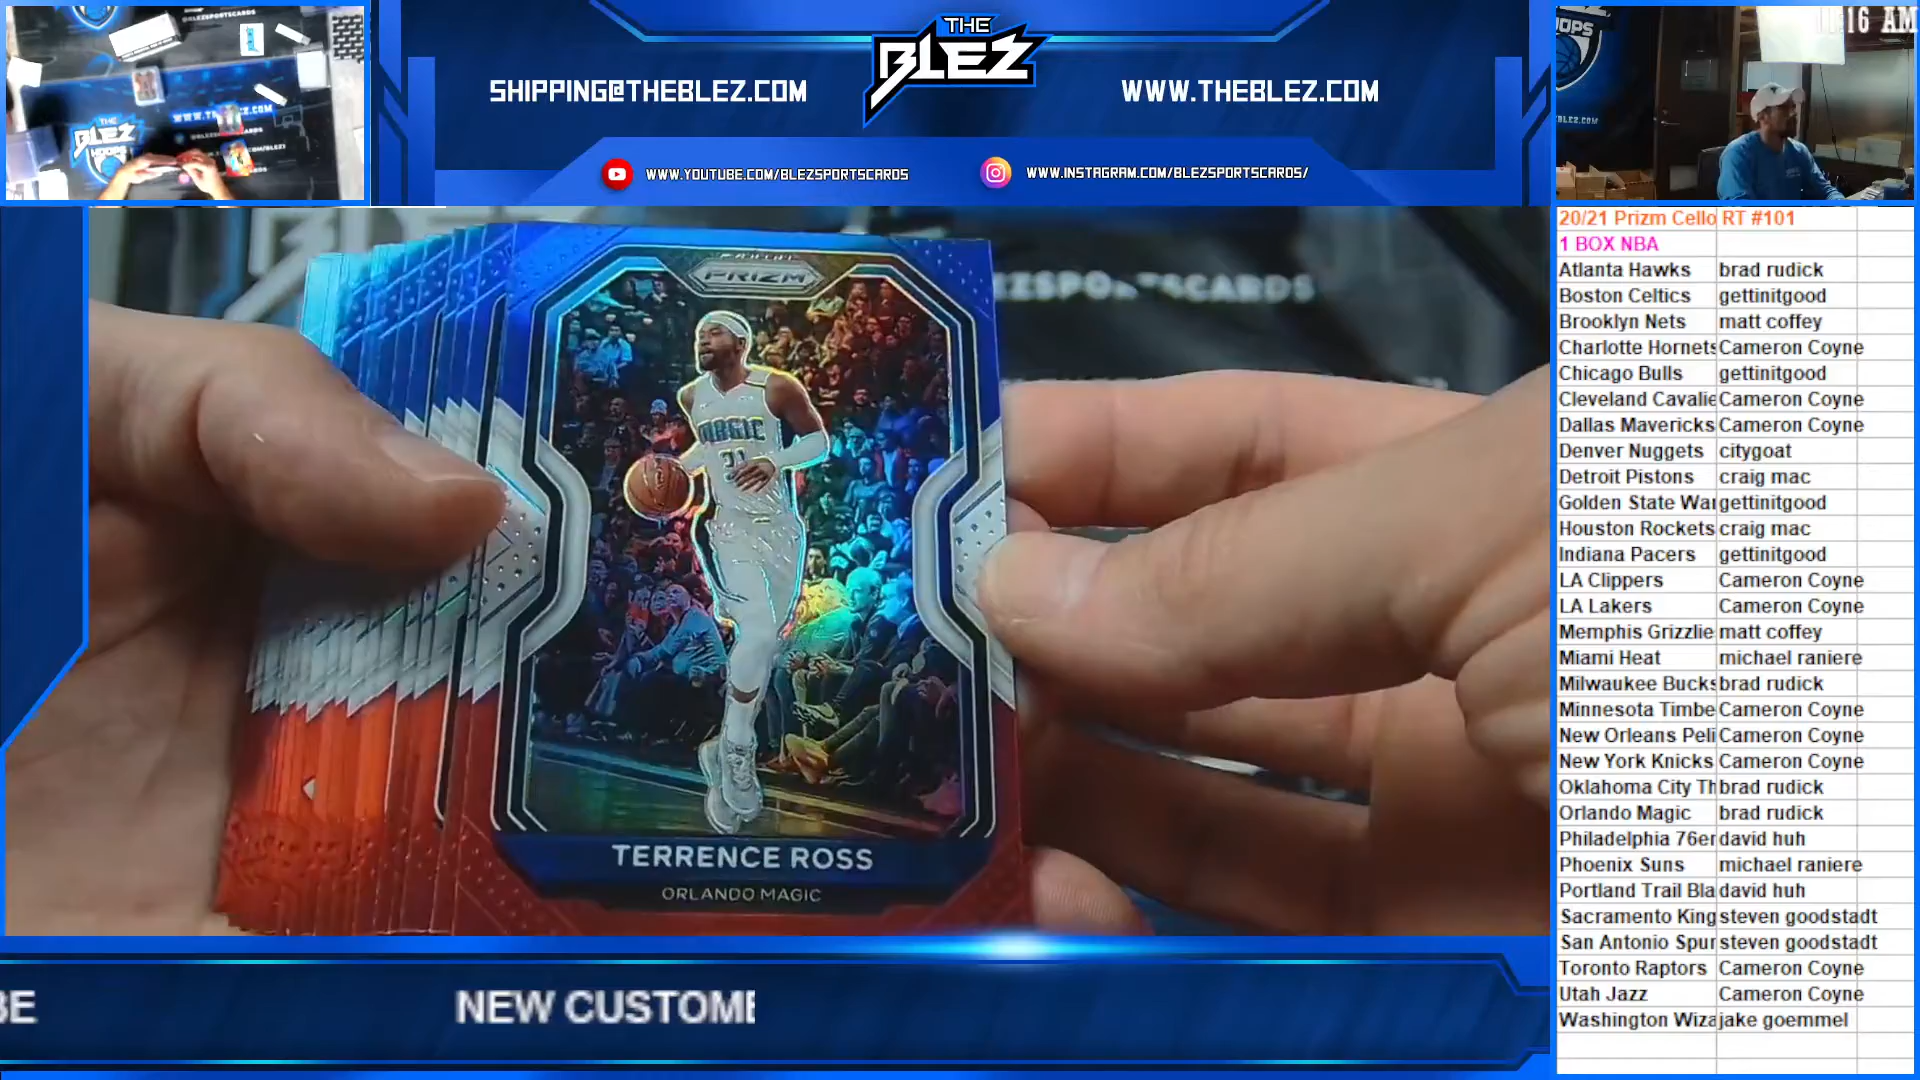 THE
BLEZ
SHIPPING@THEBLEZ.COM
WWW.THEBLEZ.COM
WWW.YOUTUBE.COM/BLEZSPORTSCARDS
WWW.INSTAGRAM.COM/BLEZSPORTSCARDS/
THE
BLEZ
HOOPS
16 AM
20/21 Prizm Cello RT #101
1 BOX NBA
Atlanta Hawks brad rudick
Boston Celtics gettinitgood
Brooklyn Nets matt coffey
Charlotte Hornets Cameron Coyne
Chicago Bulls gettinitgood
Cleveland Cavalie Cameron Coyne
Dallas Mavericks Cameron Coyne
Denver Nuggets citygoat
Detroit Pistons craig mac
Golden State War gettinitgood
Houston Rockets craig mac
Indiana Pacers gettinitgood
LA Clippers Cameron Coyne
LA Lakers Cameron Coyne
Memphis Grizzlie matt coffey
Miami Heat michael raniere
Milwaukee Bucks brad rudick
Minnesota Timbe Cameron Coyne
New Orleans Peli Cameron Coyne
New York Knicks Cameron Coyne
Oklahoma City Th brad rudick
Orlando Magic brad rudick
Philadelphia 76er david huh
Phoenix Suns michael raniere
Portland Trail Bla david huh
Sacramento King steven goodstadt
San Antonio Spur steven goodstadt
Toronto Raptors Cameron Coyne
Utah Jazz Cameron Coyne
Washington Wiza jake goemmel
PRIZM
MAGIC
31
TERRENCE ROSS
ORLANDO MAGIC
BE
NEW CUSTOME